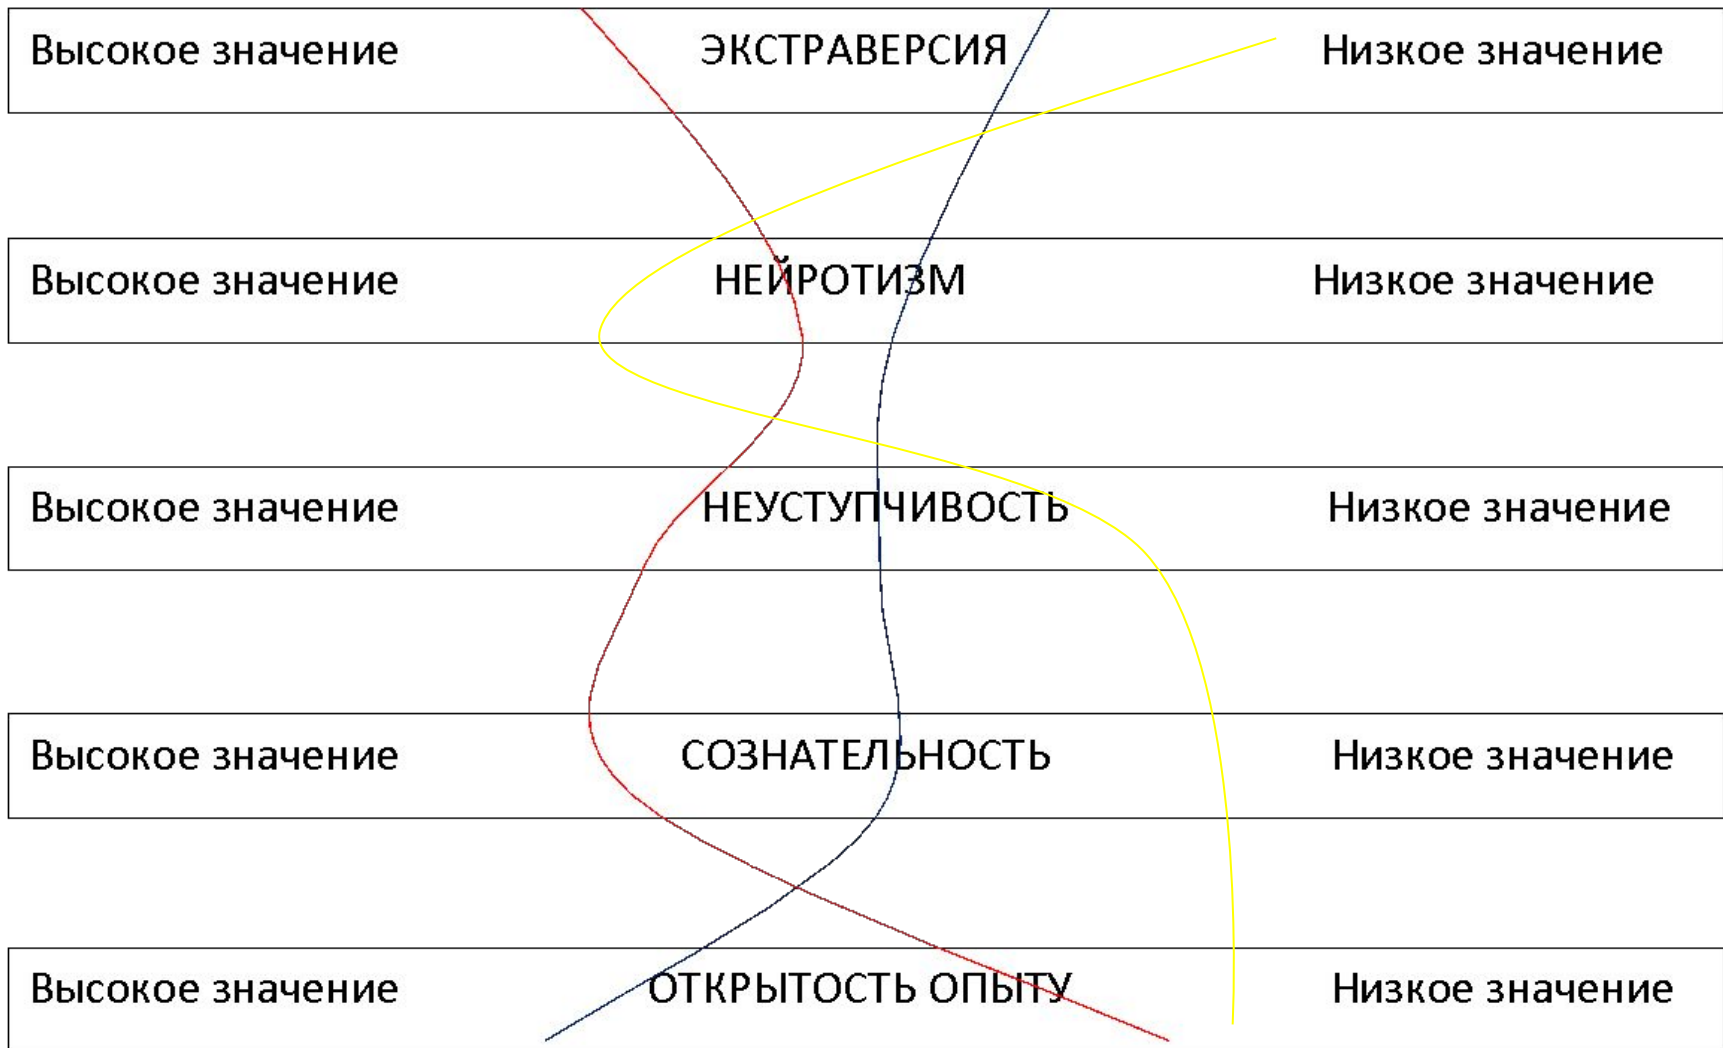 Высокое значение ЭКСТРАВЕРСИЯ Низкое значение
Высокое значение НЕЙРОТИЗМ Низкое значение
Высокое значение НЕУСТУПЧИВОСТЬ Низкое значение
Высокое значение СОЗНАТЕЛЬНОСТЬ Низкое значение
Высокое значение ОТКРЫТОСТЬ ОПЫТУ Низкое значение